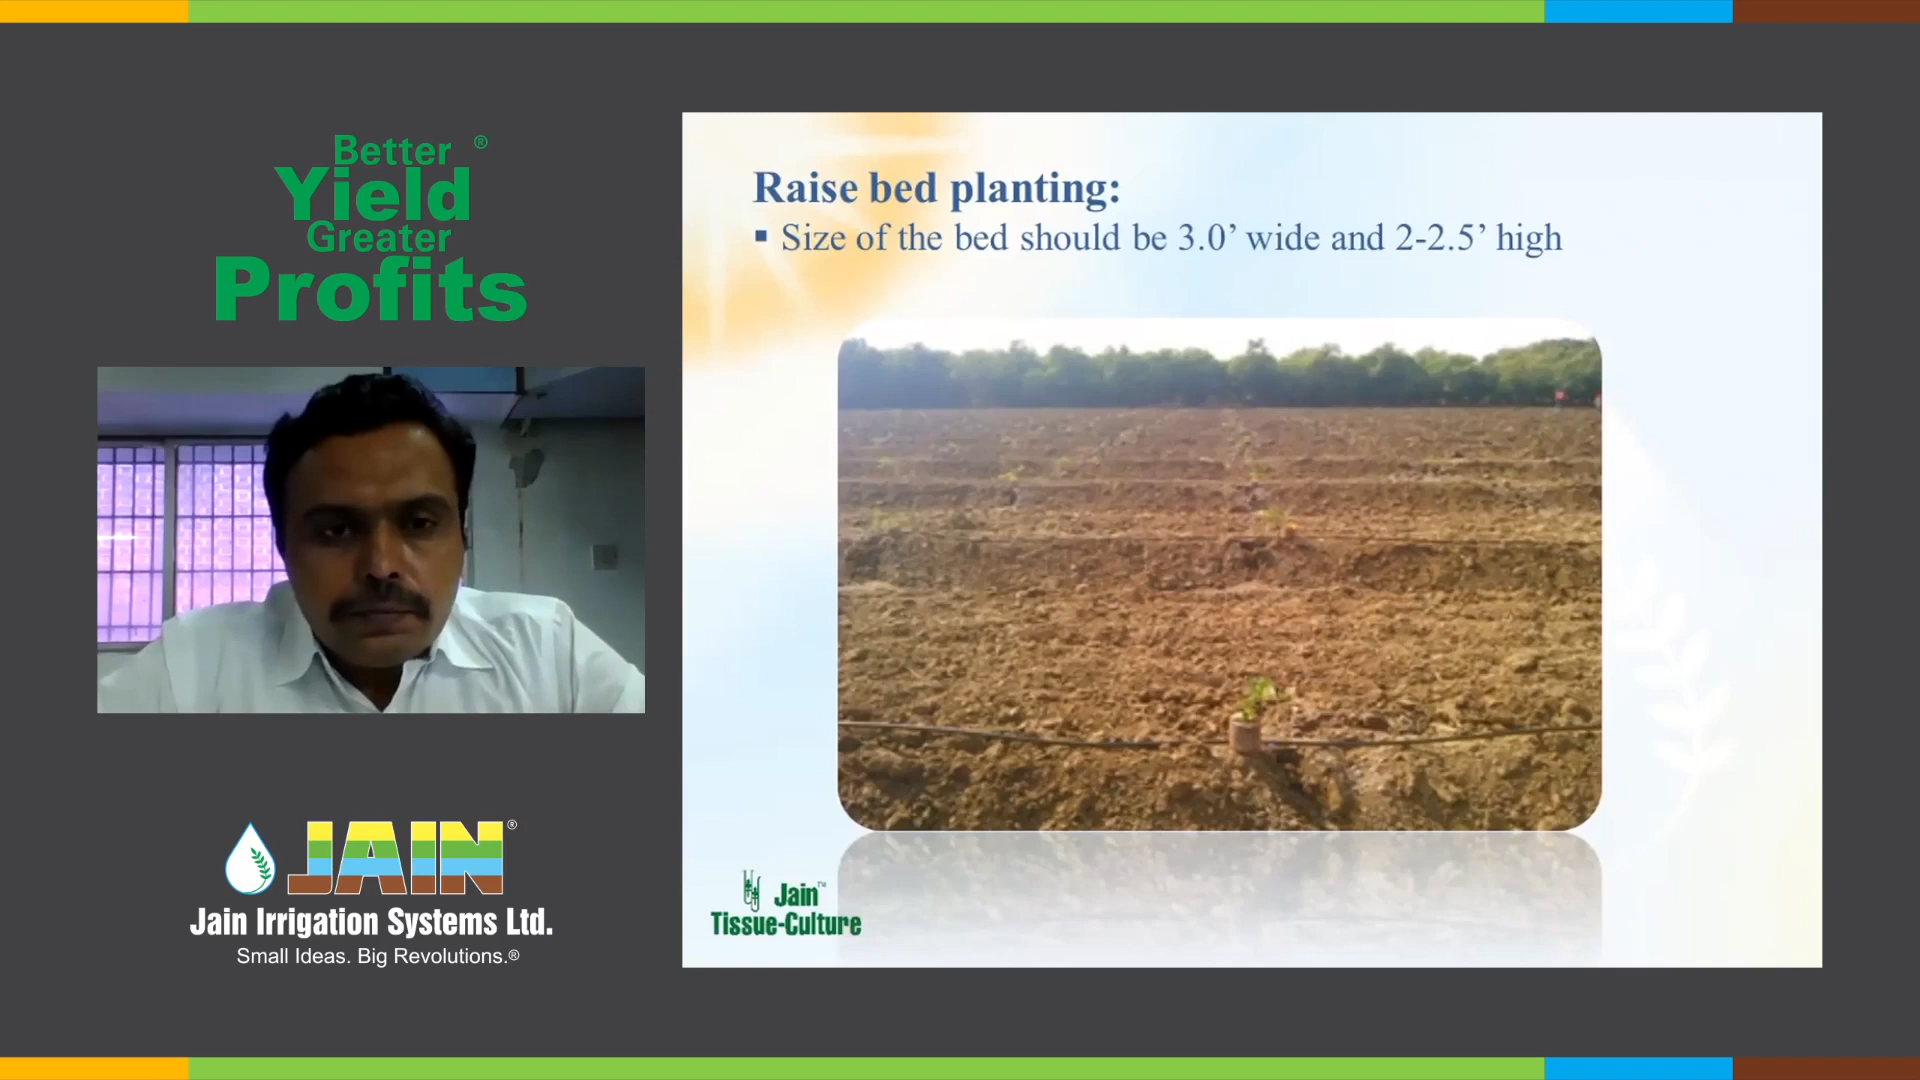 Better ®
Yield
Greater
Profits
JAIN®
Jain Irrigation Systems Ltd.
Small Ideas. Big Revolutions.®
Raise bed planting:
▪ Size of the bed should be 3.0’ wide and 2-2.5’ high
Jain™
Tissue-Culture